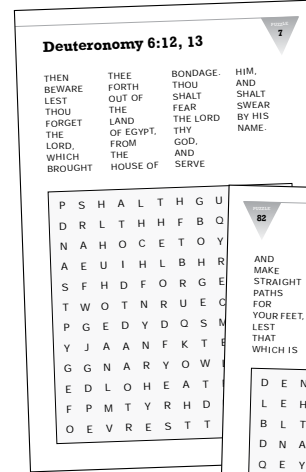 PUZZLE
7
Deuteronomy 6:12, 13
THEN
BEWARE
LEST
THOU
FORGET
THE
LORD,
WHICH
BROUGHT
THEE
FORTH
OUT OF
THE
LAND
OF EGYPT,
FROM
THE
HOUSE OF
BONDAGE.
THOU
SHALT
FEAR
THE LORD
THY
GOD,
AND
SERVE
HIM,
AND
SHALT
SWEAR
BY HIS
NAME.
P S H A L T H G U
D R L T H H F B Q
N A H O C E T O Y
A E U I H L B H R
S F H D F O R G E
T W O T N R U E
P G E D Y D Q S
Y J A A N F K T
G G N A R Y O W
E D L O H E A T
F P M T Y R H D
O E V R E S T T
PUZZLE
82
AND
MAKE
STRAIGHT
PATHS
FOR
YOUR FEET,
LEST
THAT
WHICH IS
D E N
L E H
B L T
D N A
Q E Y